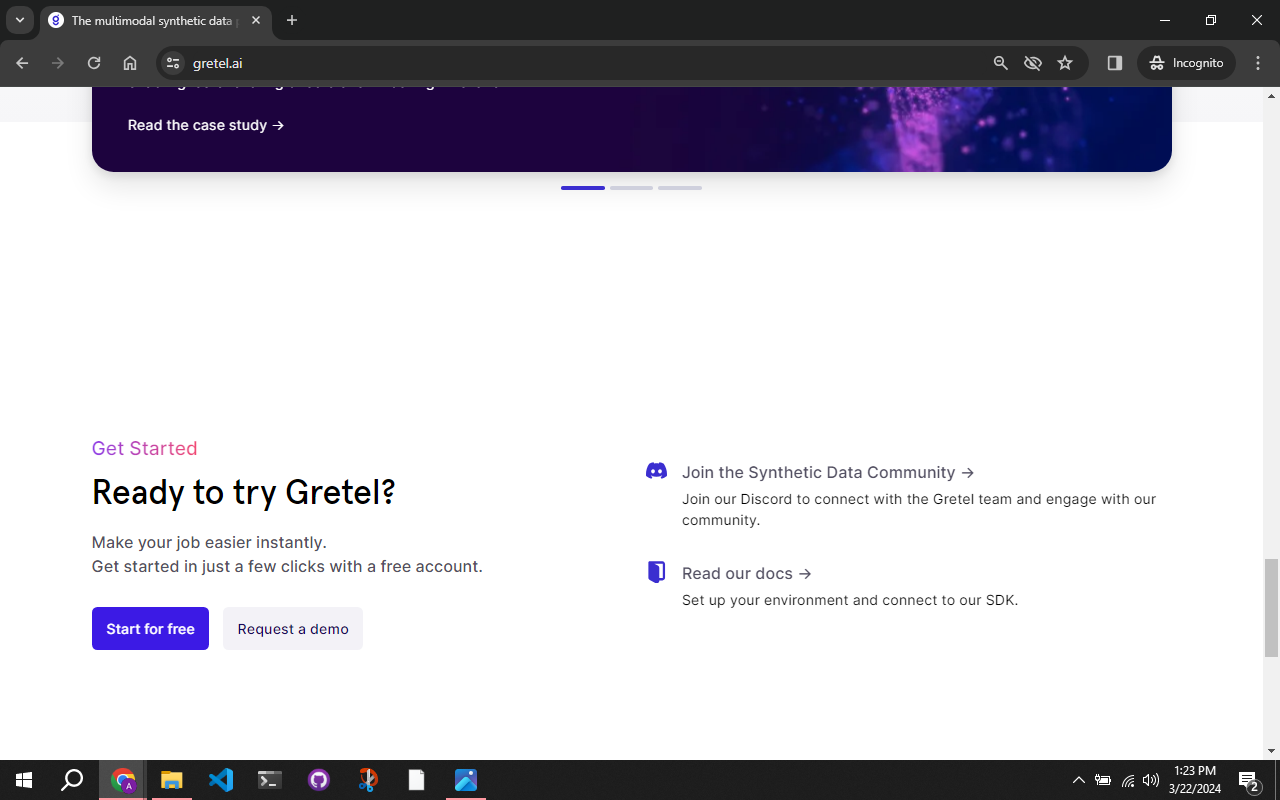 The multimodal synthetic data
gretel.ai
Incognito
Read the case study →
Get Started
Ready to try Gretel?
Make your job easier instantly.
Get started in just a few clicks with a free account.
Start for free
Request a demo
Join the Synthetic Data Community →
Join our Discord to connect with the Gretel team and engage with our
community.
Read our docs →
Set up your environment and connect to our SDK.
A
1:23 PM
3/22/2024
2